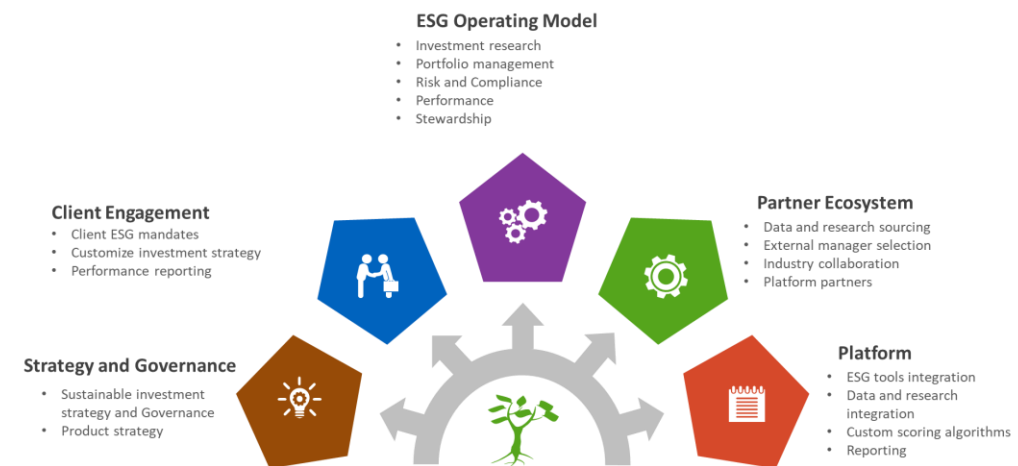 ESG Operating Model
• Investment research
• Portfolio management
• Risk and Compliance
• Performance
• Stewardship
Client Engagement
• Client ESG mandates
• Customize investment strategy
• Performance reporting
Partner Ecosystem
• Data and research sourcing
• External manager selection
• Industry collaboration
• Platform partners
Strategy and Governance
• Sustainable investment
strategy and Governance
• Product strategy
Platform
• ESG tools integration
• Data and research
integration
• Custom scoring algorithms
• Reporting